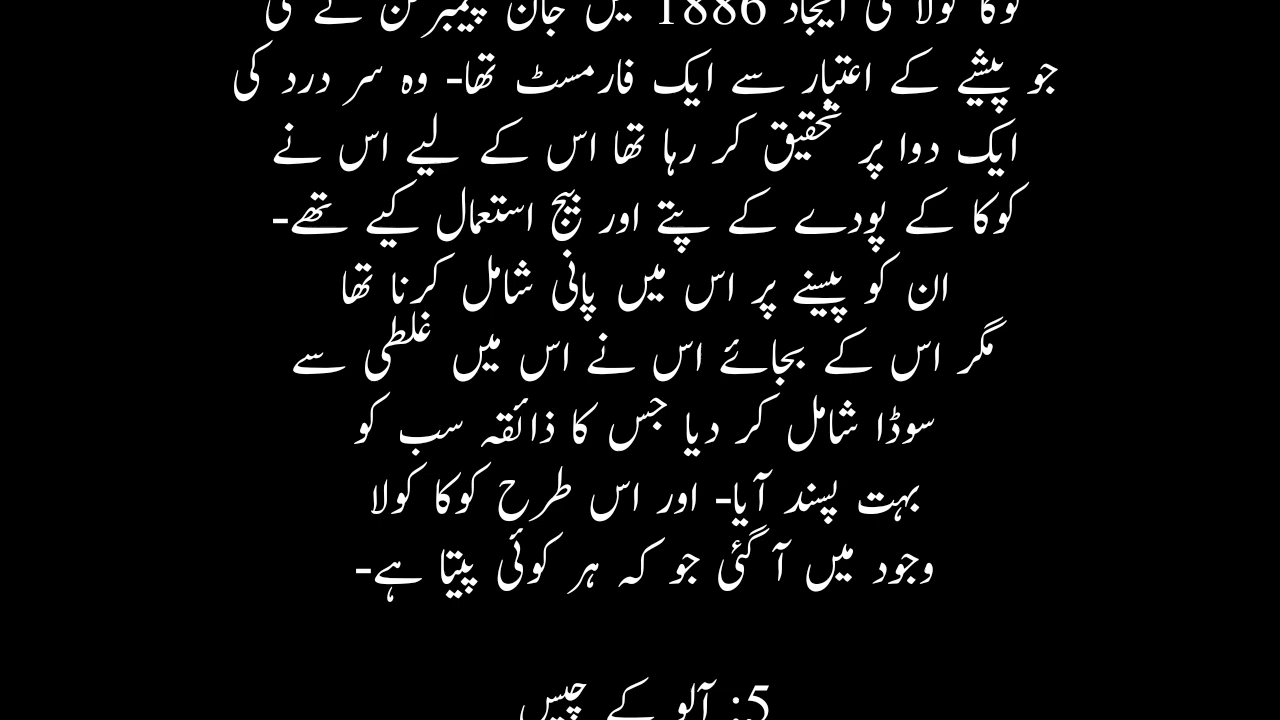 کوکا کولا کی ایجاد 1886 میں جان پیمبرٹن نے کی
جو پیشے کے اعتبار سے ایک فارمسٹ تھا- وہ سر درد کی
ایک دوا پر تحقیق کر رہا تھا اس کے لیے اس نے
کوکا کے پودے کے پتے اور بیج استعمال کیے تھے-
ان کو پیسنے پر اس میں پانی شامل کرنا تھا
مگر اس کے بجائے اس نے اس میں غلطی سے
سوڈا شامل کر دیا جس کا ذائقہ سب کو
بہت پسند آیا- اور اس طرح کوکا کولا
وجود میں آ گئی جو کہ ہر کوئی پیتا ہے-
5: آلو کے چپس